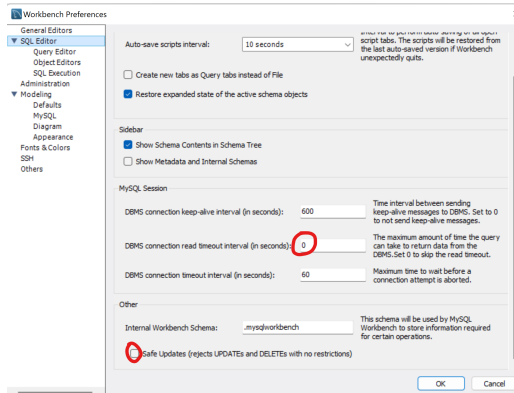 Workbench Preferences
General Editors
SQL Editor
Query Editor
Object Editors
SQL Execution
Administration
Modeling
Defaults
MySQL
Diagram
Appearance
Fonts & Colors
SSH
Others
Auto-save scripts interval:
10 seconds
script tabs. The scripts will be restored from
the last auto-saved version if Workbench
unexpectedly quits.
Create new tabs as Query tabs instead of File
Restore expanded state of the active schema objects
Sidebar
Show Schema Contents in Schema Tree
Show Metadata and Internal Schemas
MySQL Session
DBMS connection keep-alive interval (in seconds):
600
Time interval between sending
keep-alive messages to DBMS. Set to 0
to not send keep-alive messages.
DBMS connection read timeout interval (in seconds):
0
The maximum amount of time the query
can take to return data from the
DBMS.Set 0 to skip the read timeout.
DBMS connection timeout interval (in seconds):
60
Maximum time to wait before a
connection attempt is aborted.
Other
Internal Workbench Schema:
.mysqlworkbench
This schema will be used by MySQL
Workbench to store information required
for certain operations.
Safe Updates (rejects UPDATEs and DELETEs with no restrictions)
OK
Cancel